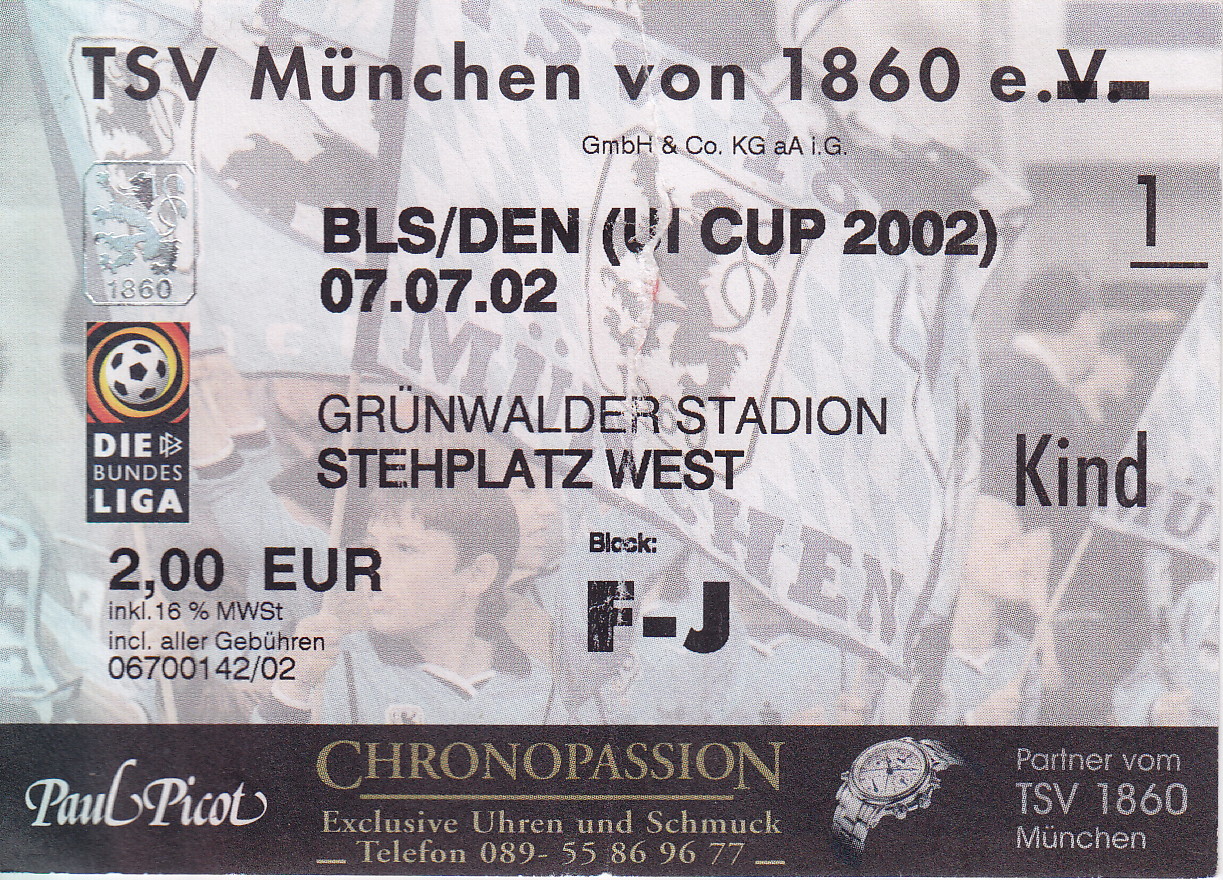 TSV München von 1860 e.V.
GmbH & Co. KG aA i.G.
1860
BLS/DEN (UI CUP 2002)
07.07.02
1
DIE
BUNDES
LIGA
GRÜNWALDER STADION
STEHPLATZ WEST
Kind
2,00 EUR
inkl.16 % MWSt
incl. aller Gebühren
06700142/02
Block:
F-J
MÜNCHEN
Paul Picot
CHRONOPASSION
Exclusive Uhren und Schmuck
Telefon 089- 55 86 96 77
Partner vom
TSV 1860
München